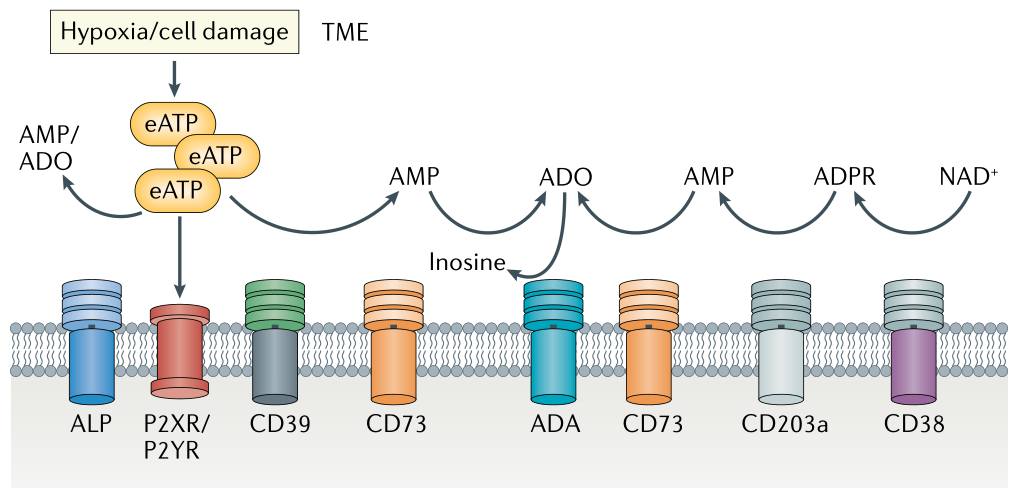 Hypoxia/cell damage
TME
eATP
eATP
eATP
AMP/
ADO
AMP
ADO
AMP
ADPR
NAD⁺
Inosine
ALP
P2XR/
P2YR
CD39
CD73
ADA
CD73
CD203a
CD38